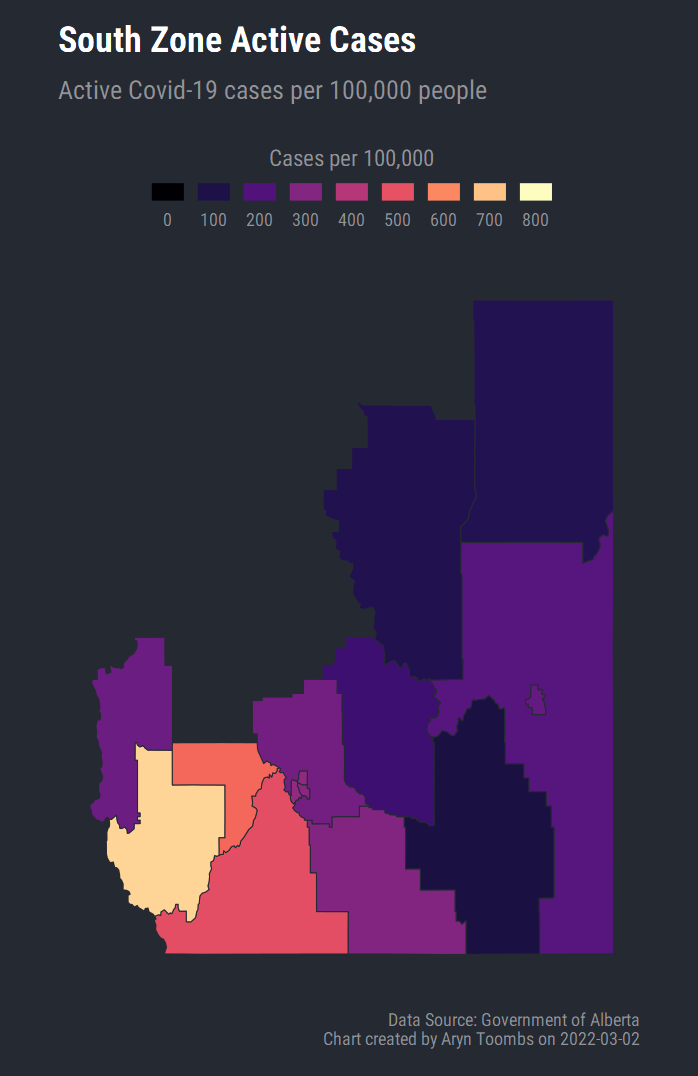 South Zone Active Cases
Active Covid-19 cases per 100,000 people
Cases per 100,000
0 100 200 300 400 500 600 700 800
Data Source: Government of Alberta
Chart created by Aryn Toombs on 2022-03-02